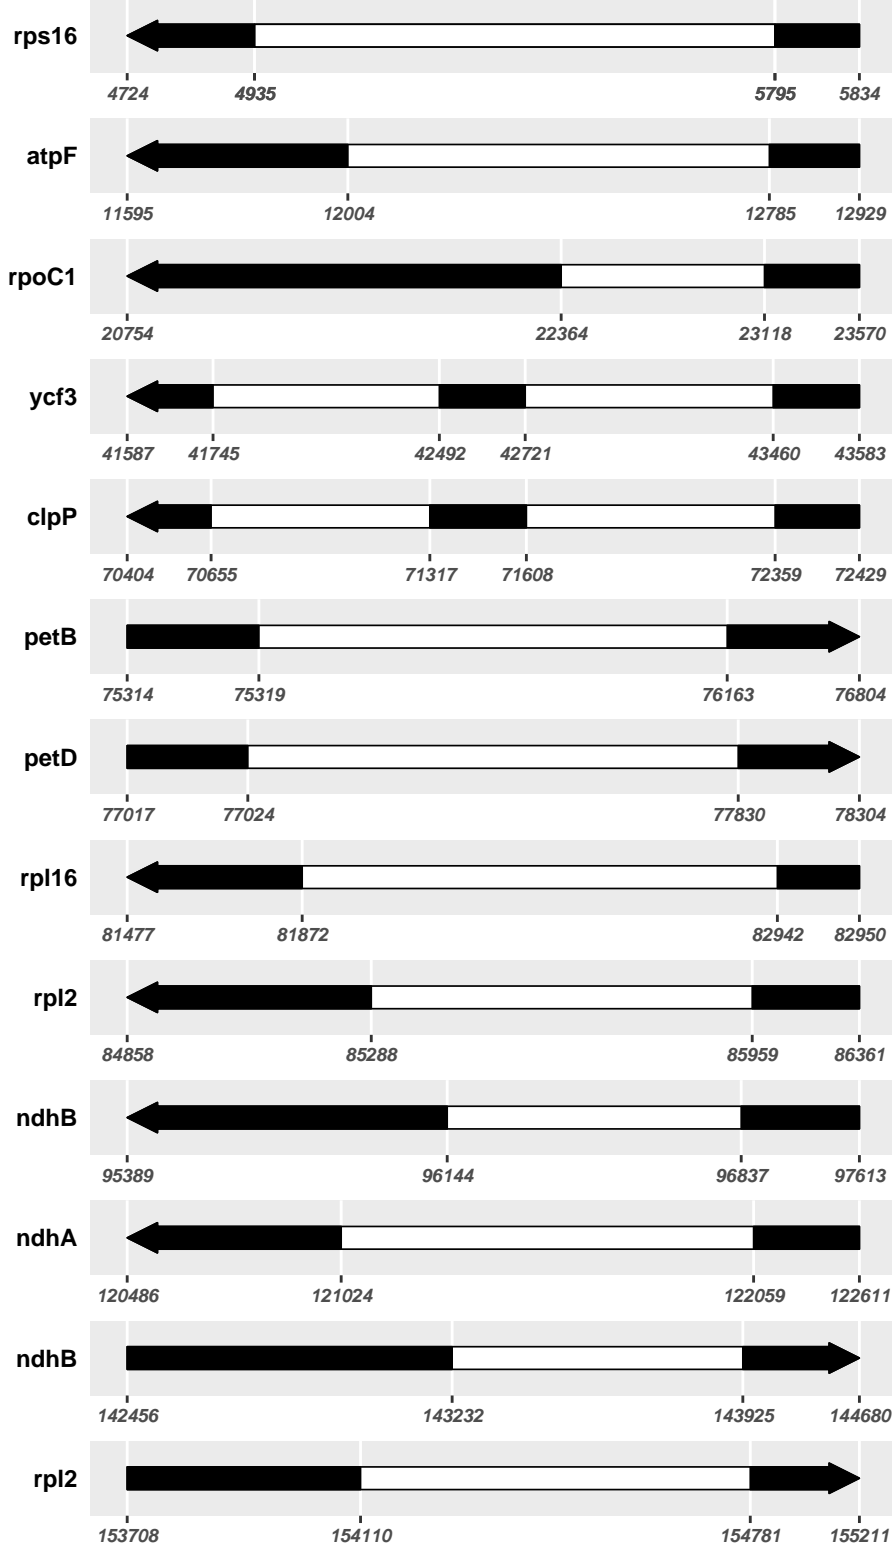 rps16
4724 4935 5795 5834
atpF
11595 12004 12785 12929
rpoC1
20754 22364 23118 23570
ycf3
41587 41745 42492 42721 43460 43583
clpP
70404 70655 71317 71608 72359 72429
petB
75314 75319 76163 76804
petD
77017 77024 77830 78304
rpl16
81477 81872 82942 82950
rpl2
84858 85288 85959 86361
ndhB
95389 96144 96837 97613
ndhA
120486 121024 122059 122611
ndhB
142456 143232 143925 144680
rpl2
153708 154110 154781 155211